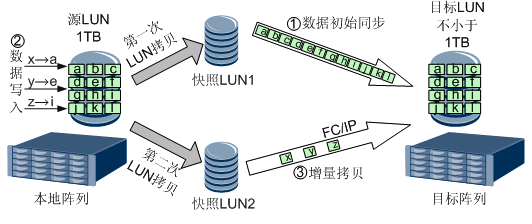 源LUN
1TB
②
数据写入
x→a
y→e
z→i
a b c
d e f
g h i
j k l
本地阵列
第一次
LUN拷贝
快照LUN1
第二次
LUN拷贝
快照LUN2
①数据初始同步
a b c d e f g h i j k l
FC/IP
x y z
③增量拷贝
目标LUN
不小于
1TB
a b c
d e f
g h i
j k l
目标阵列